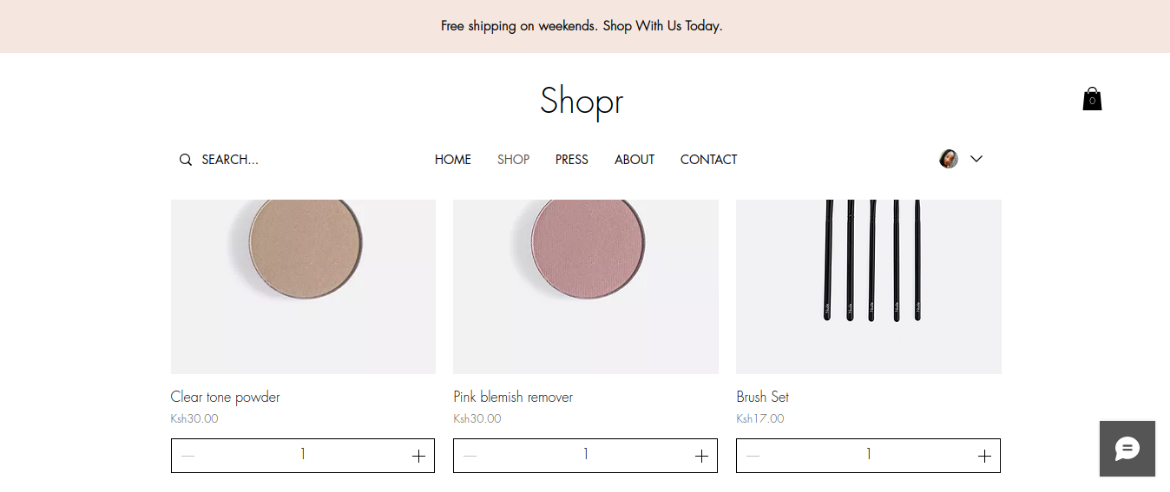 Free shipping on weekends. Shop With Us Today.
Shopr
0
SEARCH...
HOME SHOP PRESS ABOUT CONTACT
Clear tone powder Pink blemish remover Brush Set
Ksh30.00 Ksh30.00 Ksh17.00
— 1 + — 1 + — 1 +